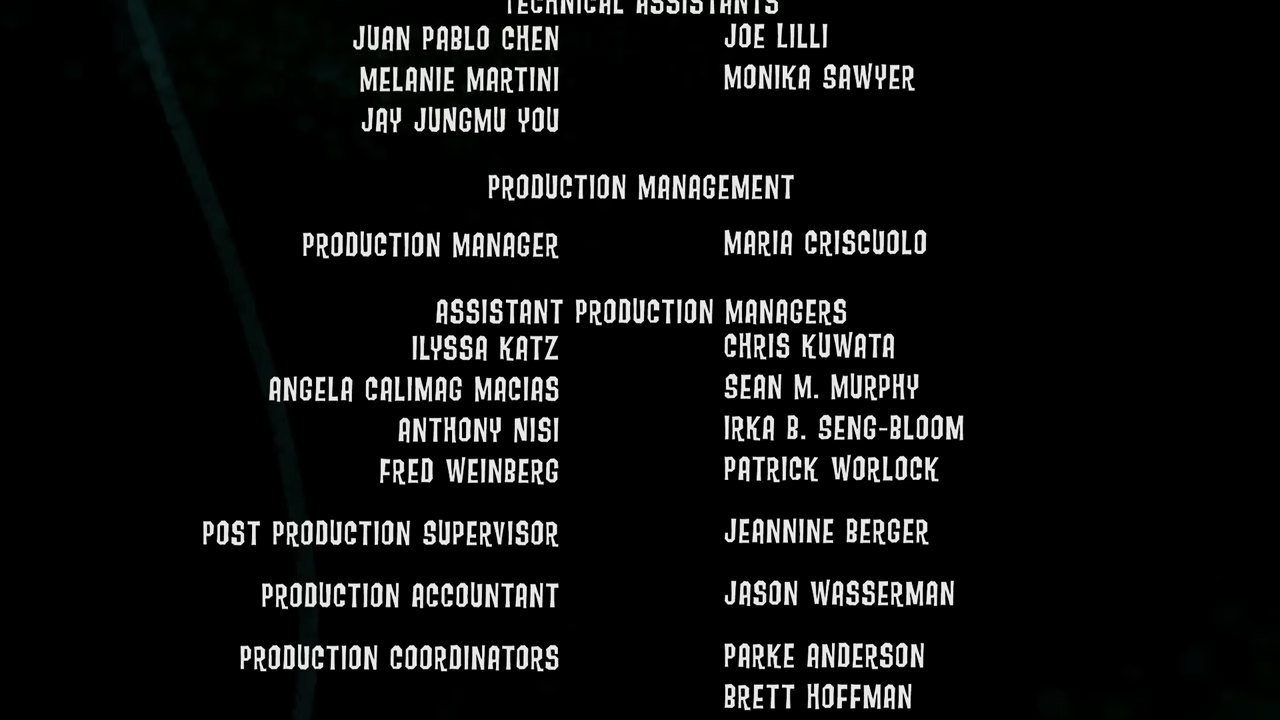 TECHNICAL ASSISTANTS
JUAN PABLO CHEN JOE LILLI
MELANIE MARTINI MONIKA SAWYER
JAY JUNGMU YOU
PRODUCTION MANAGEMENT
PRODUCTION MANAGER MARIA CRISCUOLO
ASSISTANT PRODUCTION MANAGERS
ILYSSA KATZ CHRIS KUWATA
ANGELA CALIMAG MACIAS SEAN M. MURPHY
ANTHONY NISI IRKA B. SENG-BLOOM
FRED WEINBERG PATRICK WORLOCK
POST PRODUCTION SUPERVISOR JEANNINE BERGER
PRODUCTION ACCOUNTANT JASON WASSERMAN
PRODUCTION COORDINATORS PARKE ANDERSON
BRETT HOFFMAN